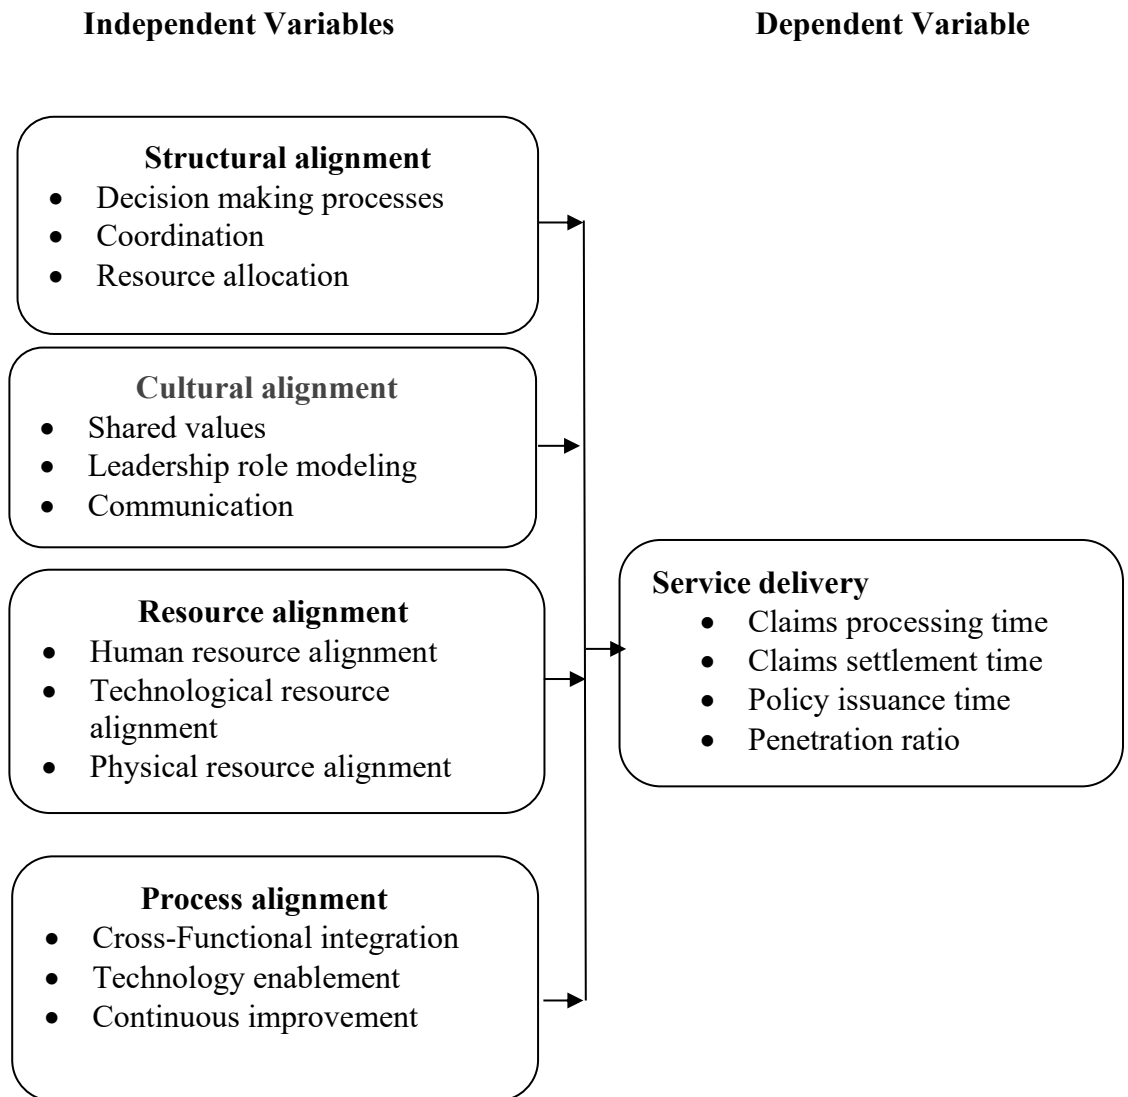 Independent Variables
Dependent Variable
Structural alignment
• Decision making processes
• Coordination
• Resource allocation
Cultural alignment
• Shared values
• Leadership role modeling
• Communication
Resource alignment
• Human resource alignment
• Technological resource
alignment
• Physical resource alignment
Process alignment
• Cross-Functional integration
• Technology enablement
• Continuous improvement
Service delivery
• Claims processing time
• Claims settlement time
• Policy issuance time
• Penetration ratio